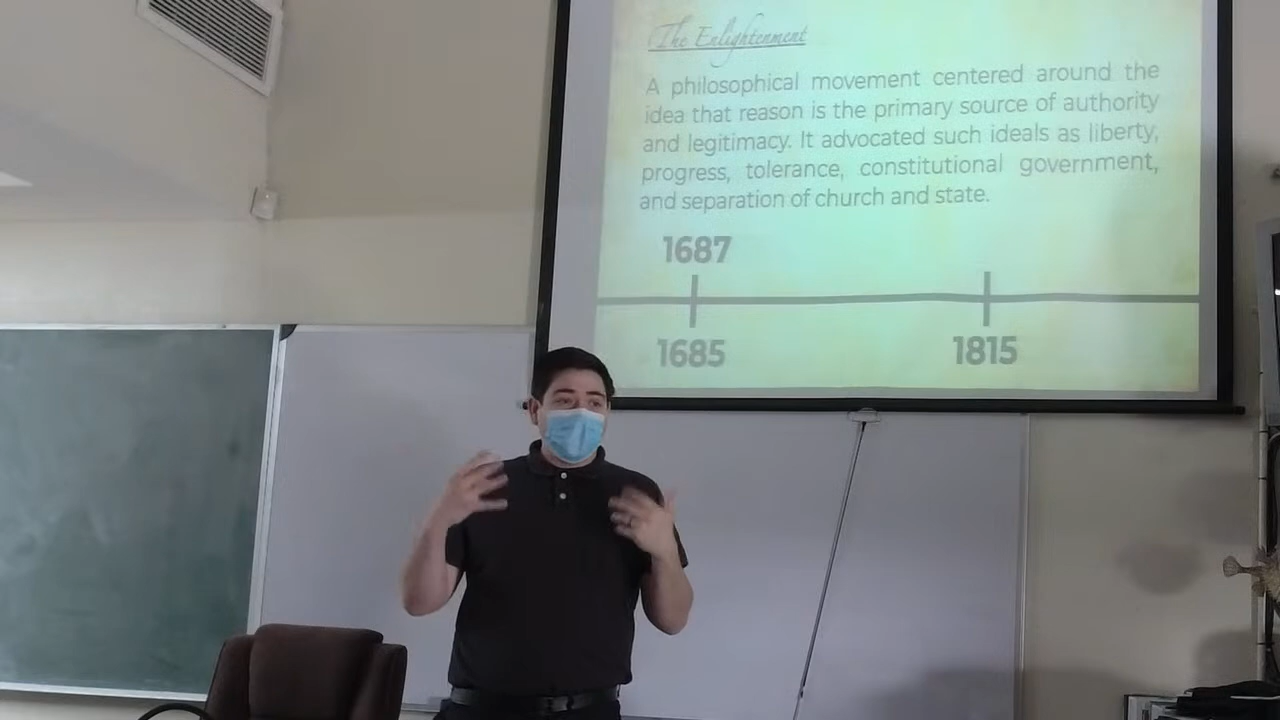 The Enlightenment
A philosophical movement centered around the
idea that reason is the primary source of authority
and legitimacy. It advocated such ideals as liberty,
progress, tolerance, constitutional government,
and separation of church and state.
1687
1685
1815